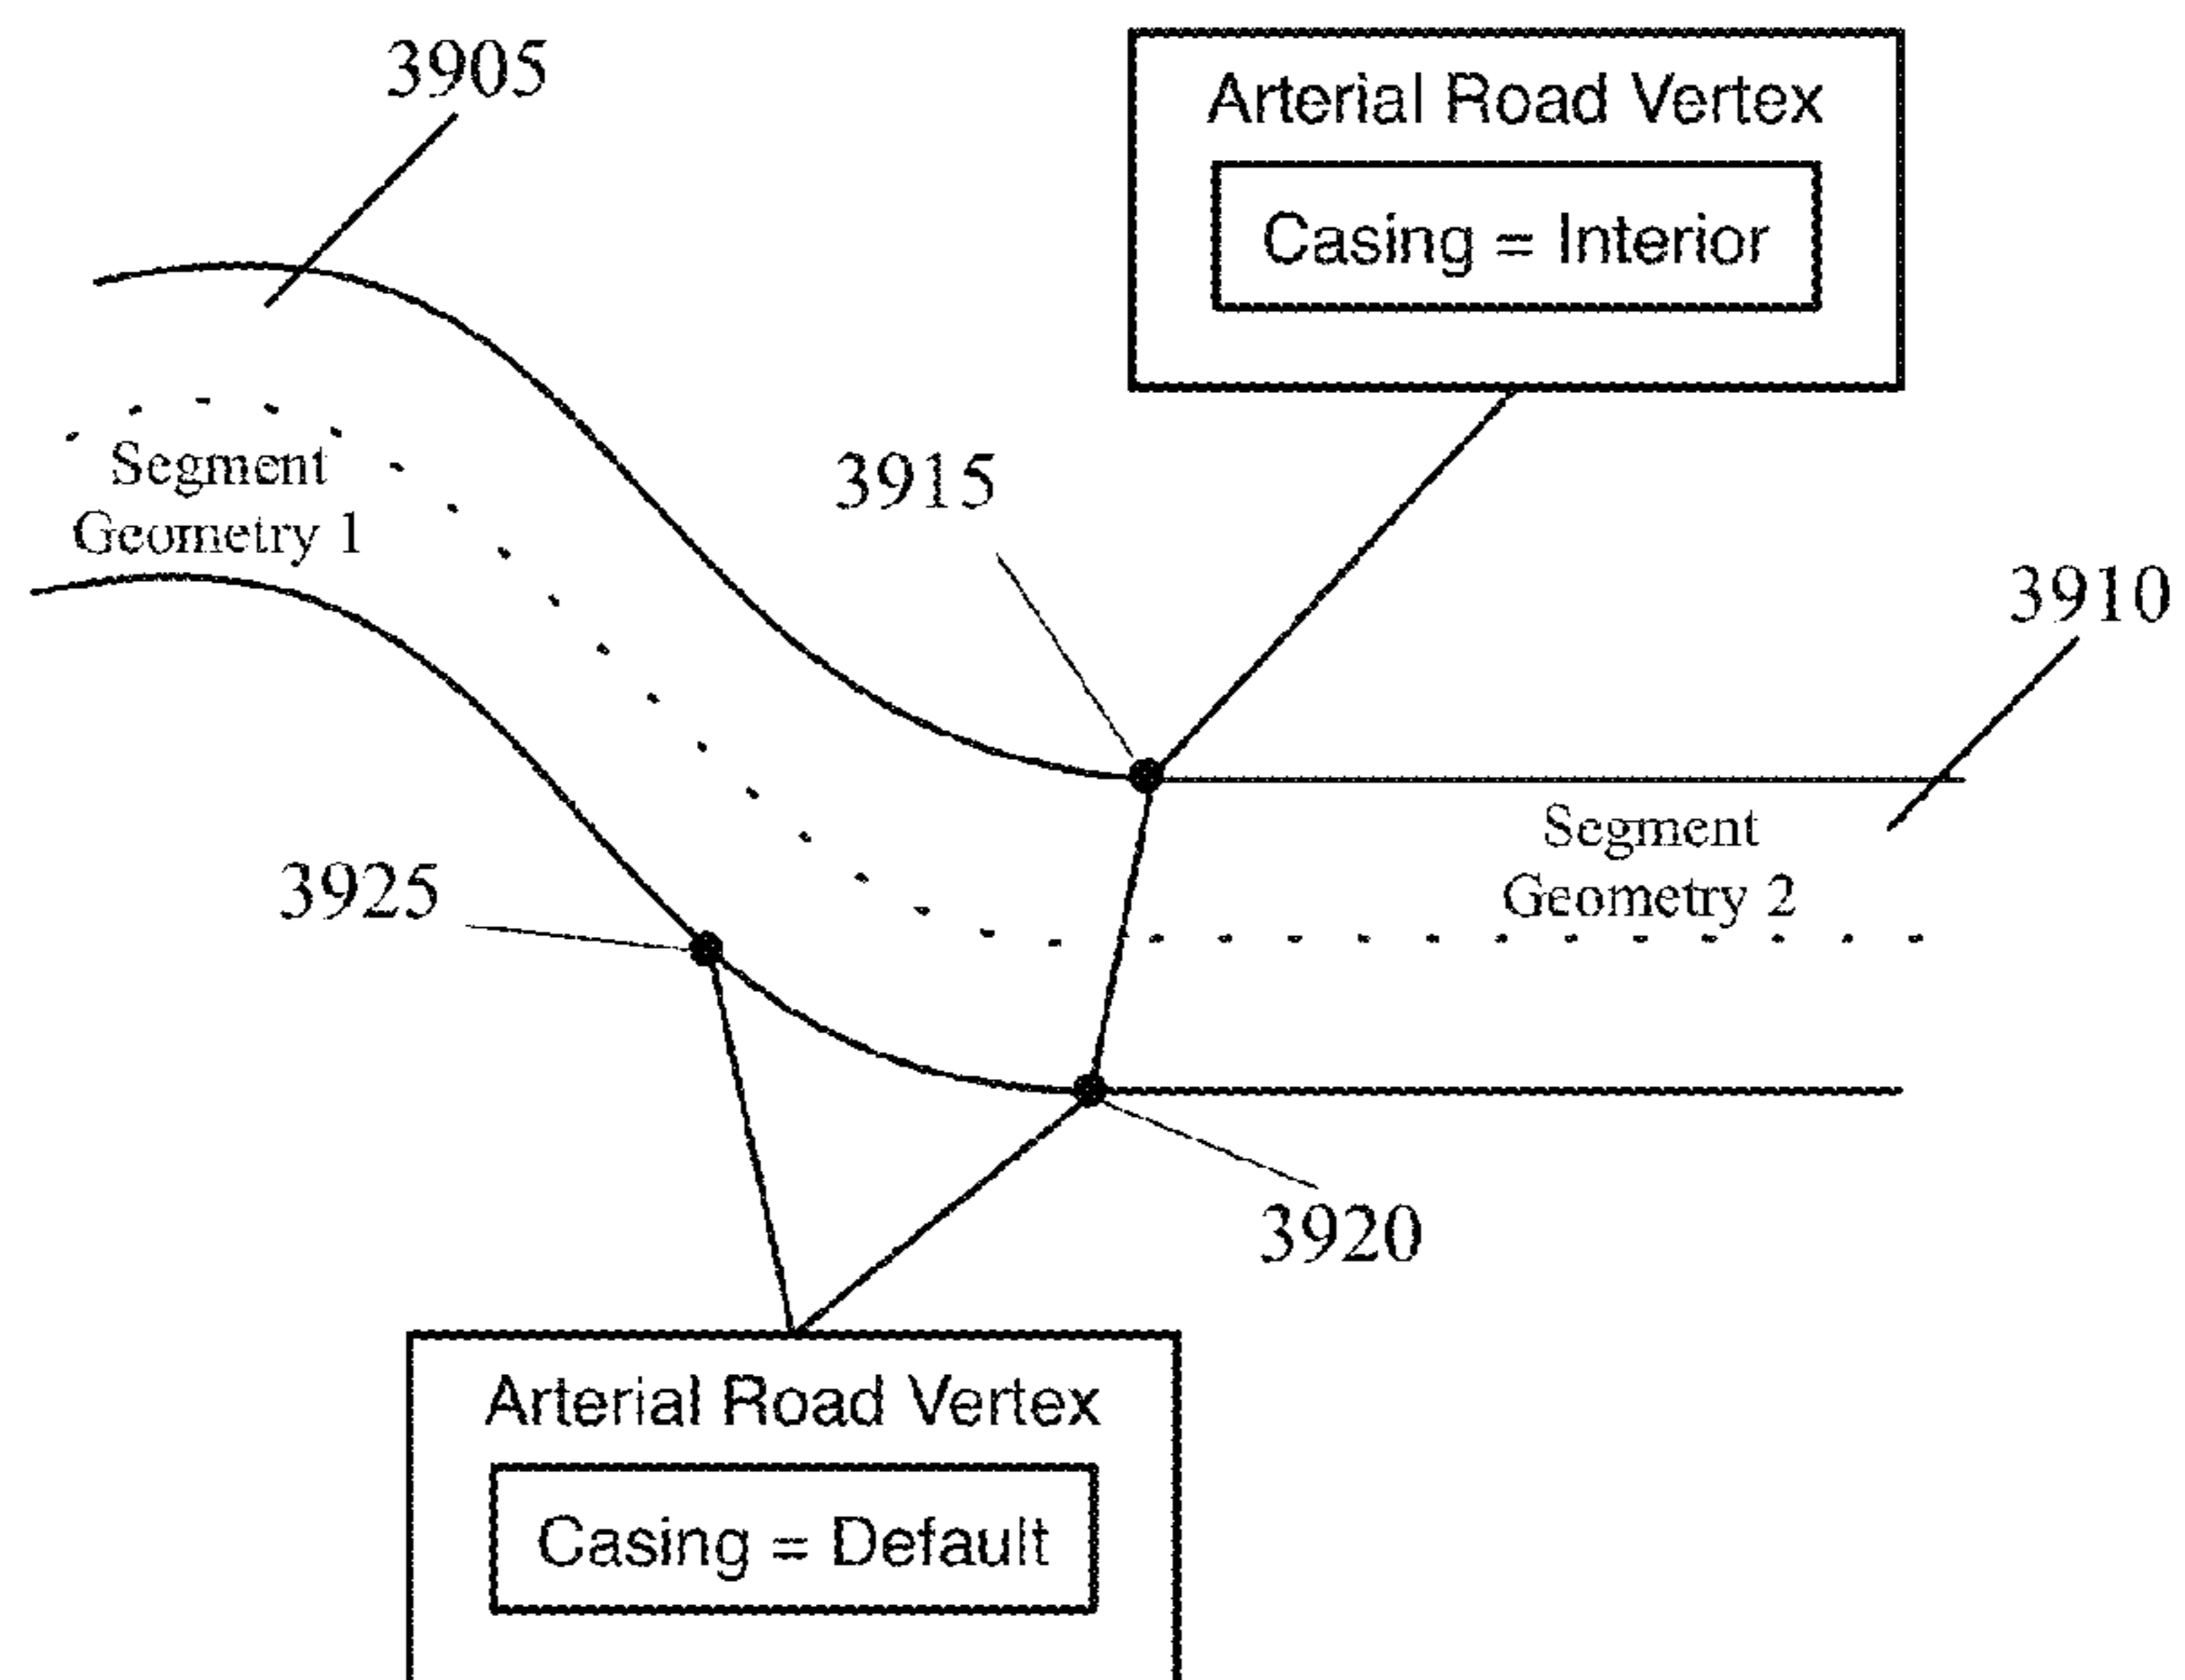 3905
Arterial Road Vertex
Casing = Interior
Segment
Geometry 1
3915
3910
Segment
Geometry 2
3925
3920
Arterial Road Vertex
Casing = Default